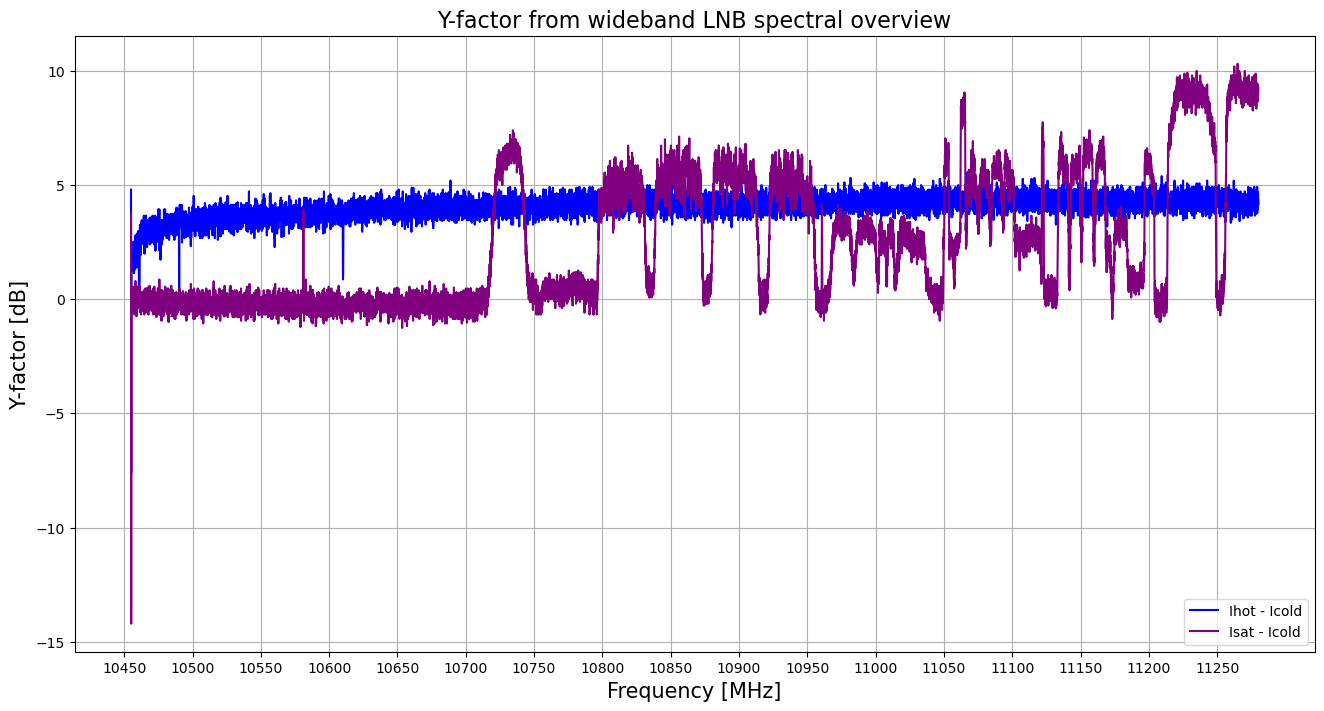 Y-factor from wideband LNB spectral overview
Y-factor [dB]
10
5
0
−5
−10
−15
10450 10500 10550 10600 10650 10700 10750 10800 10850 10900 10950 11000 11050 11100 11150 11200 11250
Frequency [MHz]
Ihot - Icold
Isat - Icold